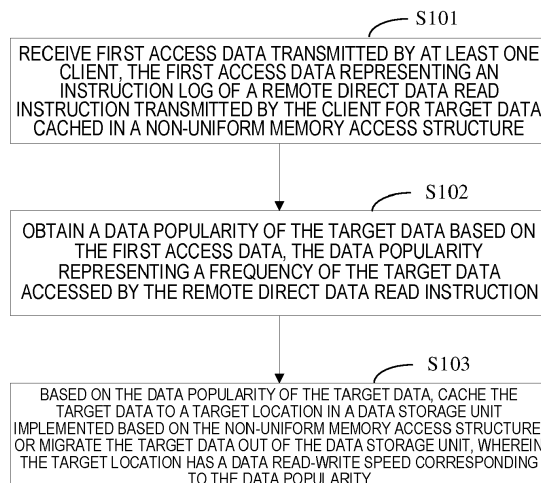 S101
RECEIVE FIRST ACCESS DATA TRANSMITTED BY AT LEAST ONE
CLIENT, THE FIRST ACCESS DATA REPRESENTING AN
INSTRUCTION LOG OF A REMOTE DIRECT DATA READ
INSTRUCTION TRANSMITTED BY THE CLIENT FOR TARGET DATA
CACHED IN A NON-UNIFORM MEMORY ACCESS STRUCTURE
S102
OBTAIN A DATA POPULARITY OF THE TARGET DATA BASED ON
THE FIRST ACCESS DATA, THE DATA POPULARITY
REPRESENTING A FREQUENCY OF THE TARGET DATA
ACCESSED BY THE REMOTE DIRECT DATA READ INSTRUCTION
S103
BASED ON THE DATA POPULARITY OF THE TARGET DATA, CACHE THE
TARGET DATA TO A TARGET LOCATION IN A DATA STORAGE UNIT
IMPLEMENTED BASED ON THE NON-UNIFORM MEMORY ACCESS STRUCTURE
OR MIGRATE THE TARGET DATA OUT OF THE DATA STORAGE UNIT, WHEREIN
THE TARGET LOCATION HAS A DATA READ-WRITE SPEED CORRESPONDING
TO THE DATA POPULARITY